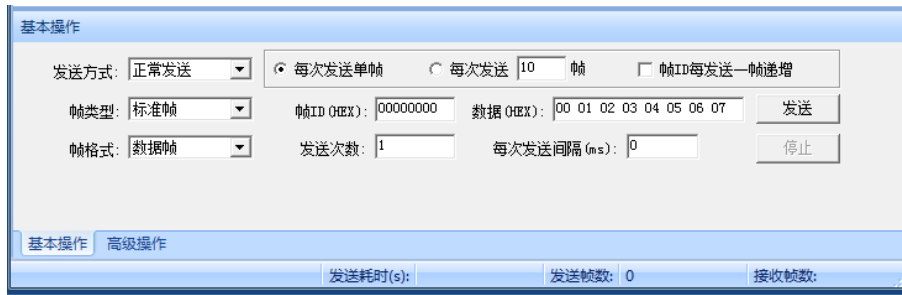 基本操作
发送方式: 正常发送 每次发送单帧 每次发送 10 帧 帧ID每发送一帧递增
帧类型: 标准帧 帧ID(HEX): 00000000 数据(HEX): 00 01 02 03 04 05 06 07 发送
帧格式: 数据帧 发送次数: 1 每次发送间隔(ms): 0 停止
基本操作 高级操作
发送耗时(s): 发送帧数: 0 接收帧数: